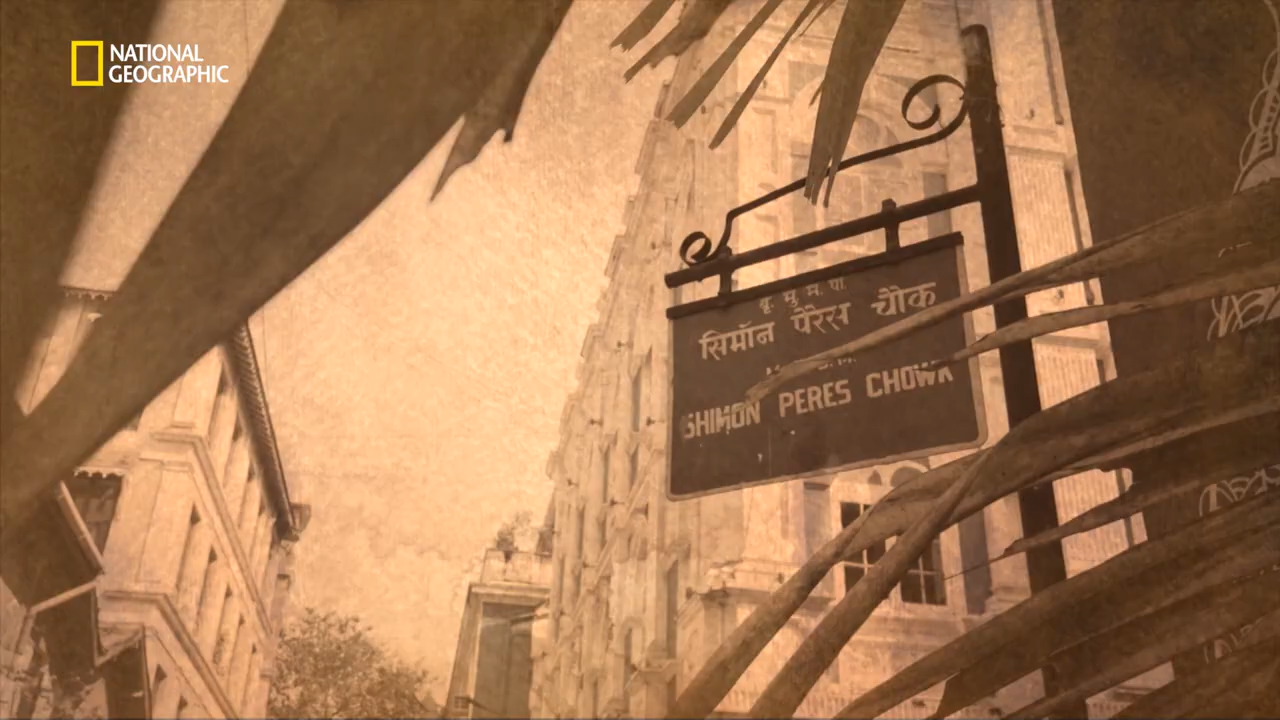 NATIONAL
GEOGRAPHIC
बृ. मु. म. पा.
सिमॉन पेरेस चौक
SHIMON PERES CHOWK